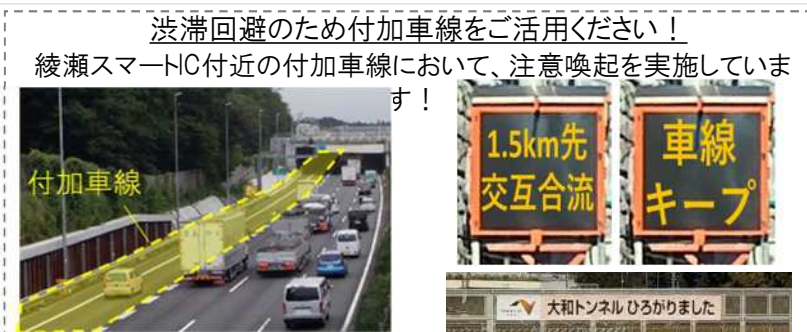 渋滞回避のため付加車線をご活用ください！
綾瀬スマートIC付近の付加車線において、注意喚起を実施していま
す！
付加車線
1.5km先
交互合流
車線
キープ
大和トンネル ひろがりました